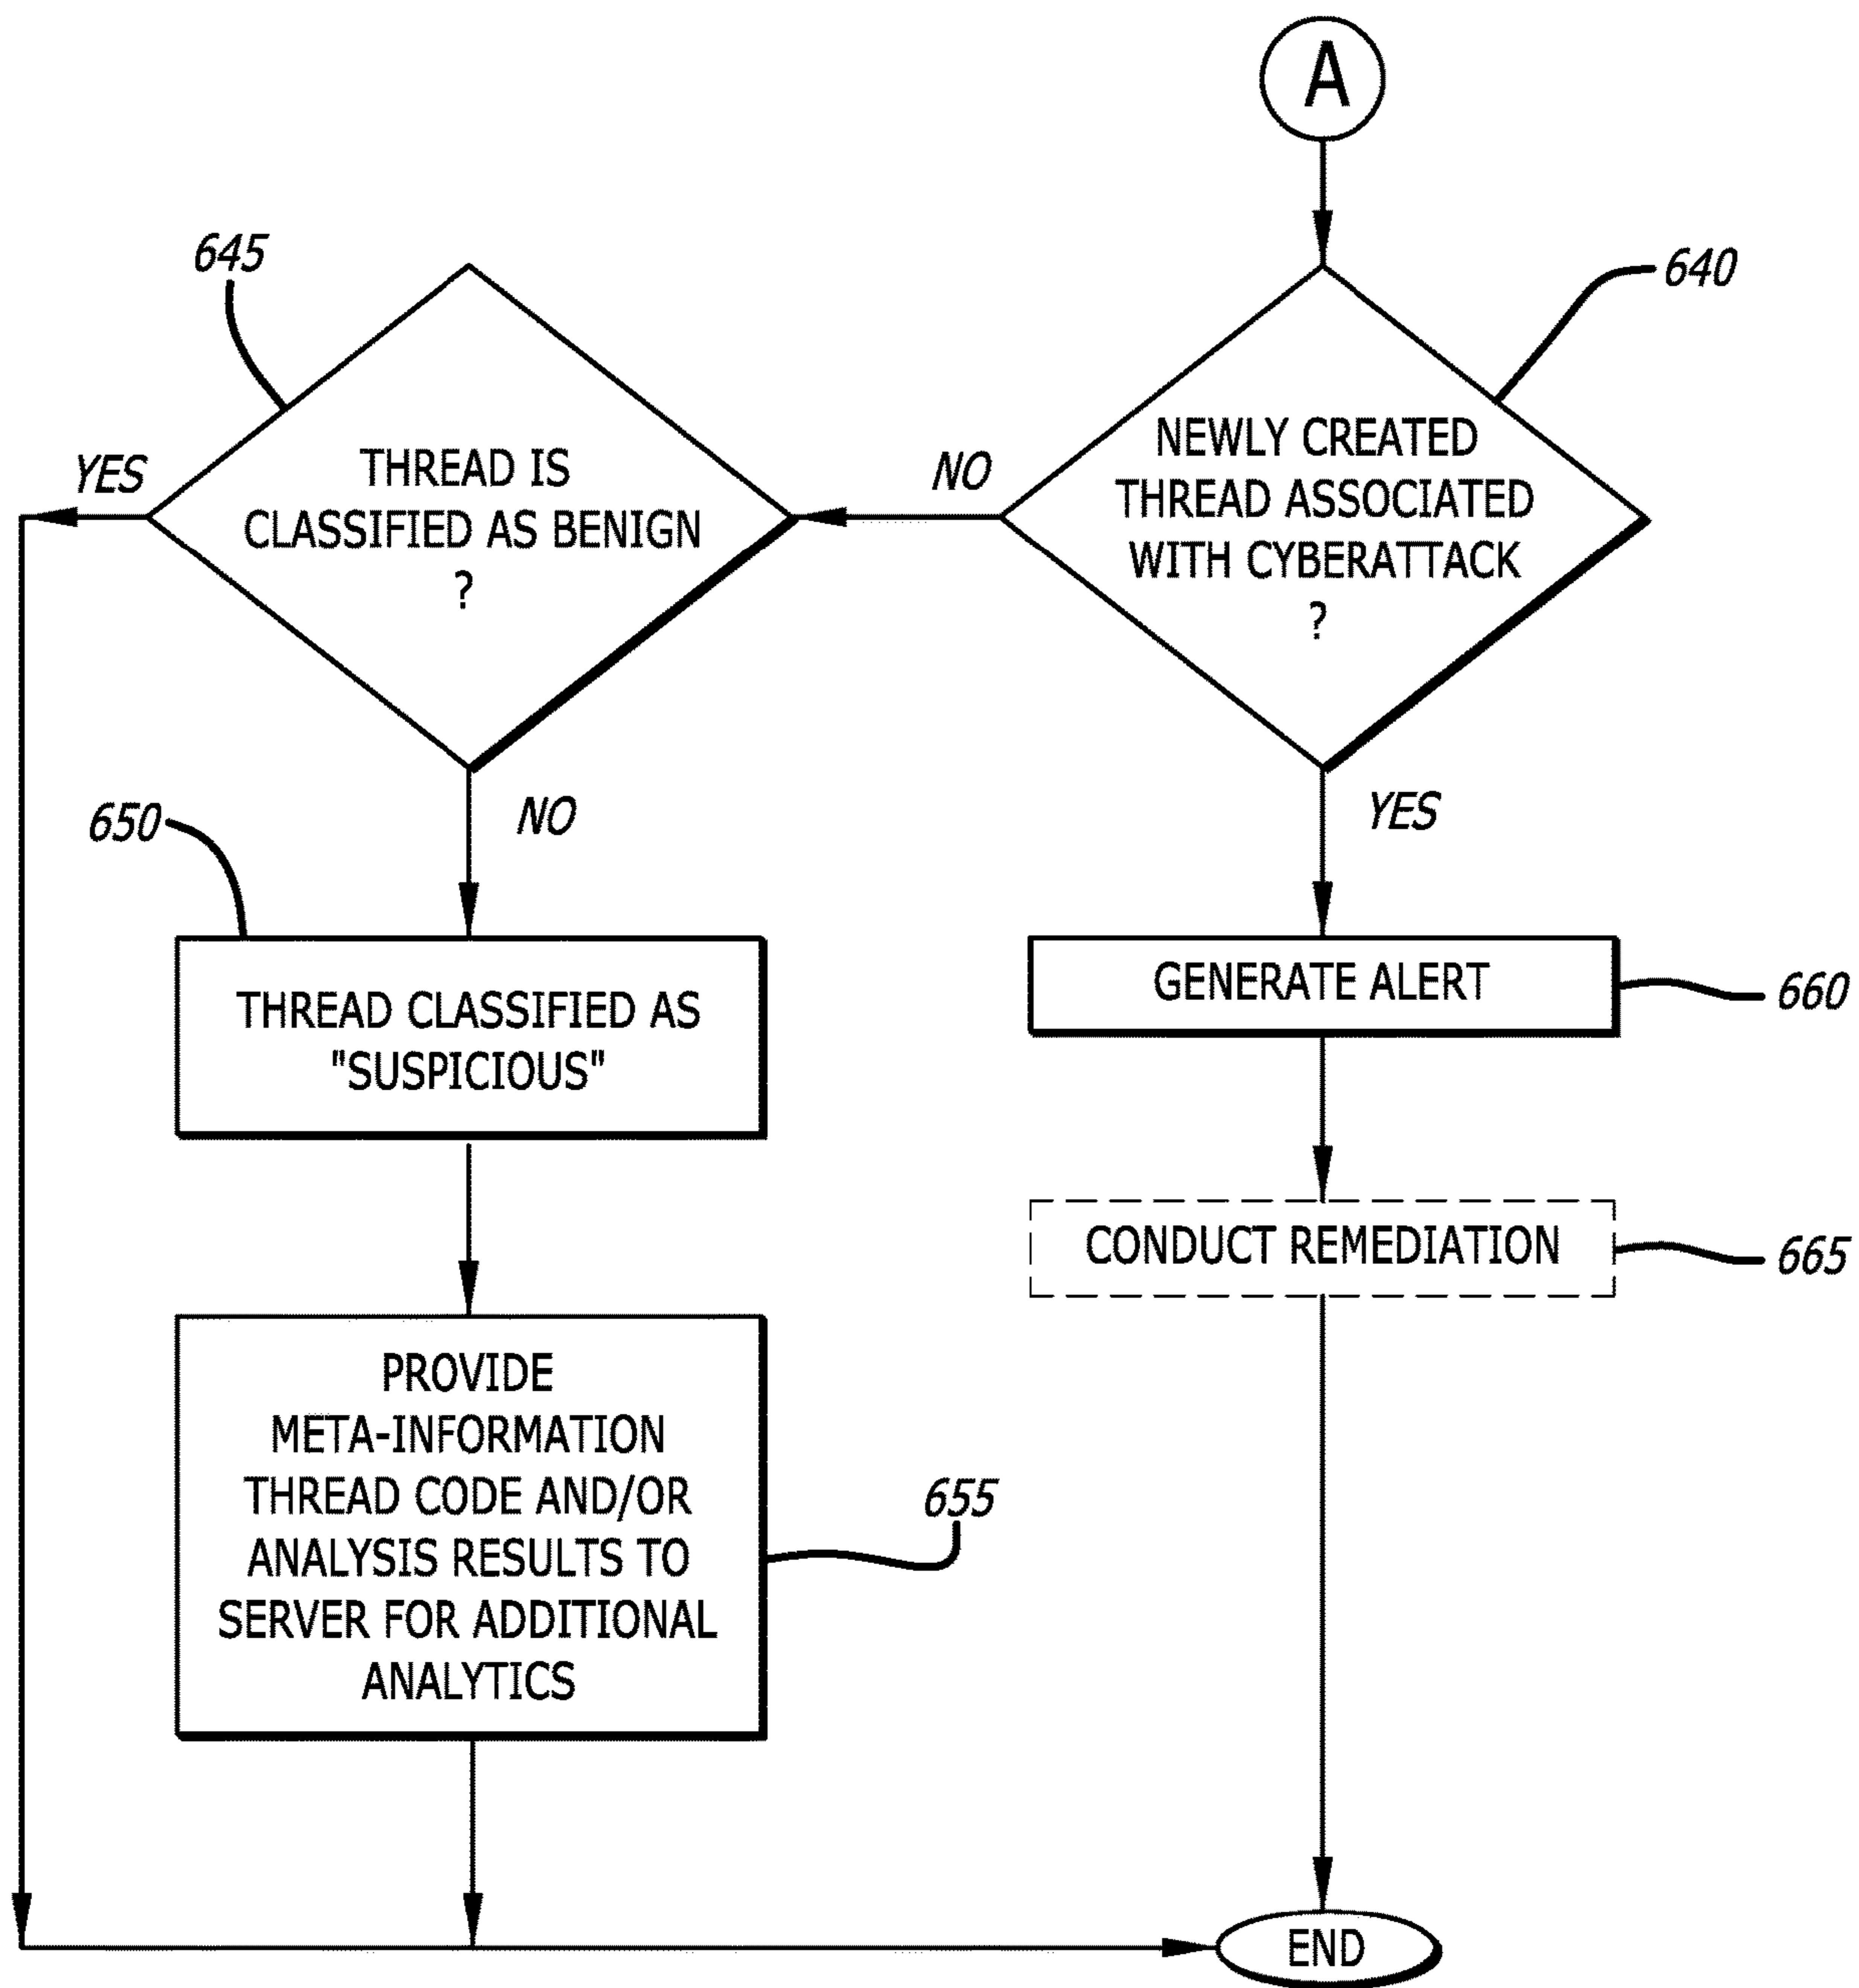 A
640
NEWLY CREATED
THREAD ASSOCIATED
WITH CYBERATTACK
?
NO
YES
645
THREAD IS
CLASSIFIED AS BENIGN
?
YES
NO
650
THREAD CLASSIFIED AS
"SUSPICIOUS"
PROVIDE
META-INFORMATION
THREAD CODE AND/OR
ANALYSIS RESULTS TO
SERVER FOR ADDITIONAL
ANALYTICS
655
GENERATE ALERT
660
CONDUCT REMEDIATION
665
END